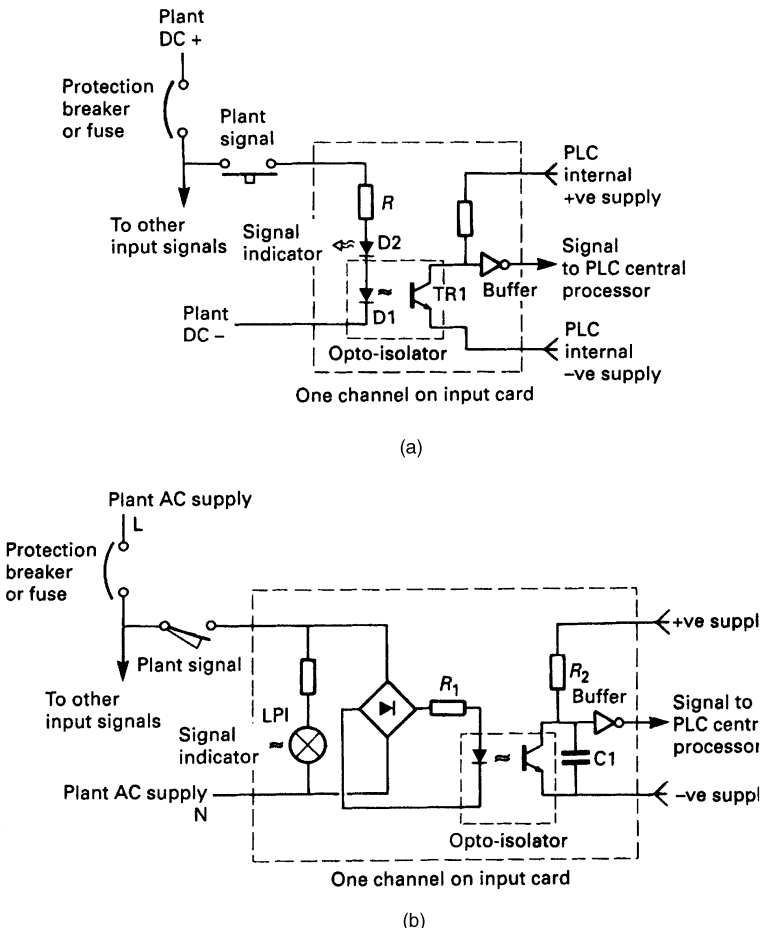 Plant
DC +
Protection
breaker
or fuse
Plant
signal
To other
input signals
Signal
indicator
R
D2
D1
TR1
Buffer
Opto-isolator
Plant
DC –
PLC
internal
+ve supply
Signal
to PLC central
processor
PLC
internal
–ve supply
One channel on input card
(a)
Plant AC supply
L
Protection
breaker
or fuse
Plant signal
To other
input signals
LPI
Signal
indicator
Plant AC supply
N
R1
R2
Buffer
C1
Opto-isolator
+ve suppl
Signal to
PLC centr
processor
–ve suppl
One channel on input card
(b)